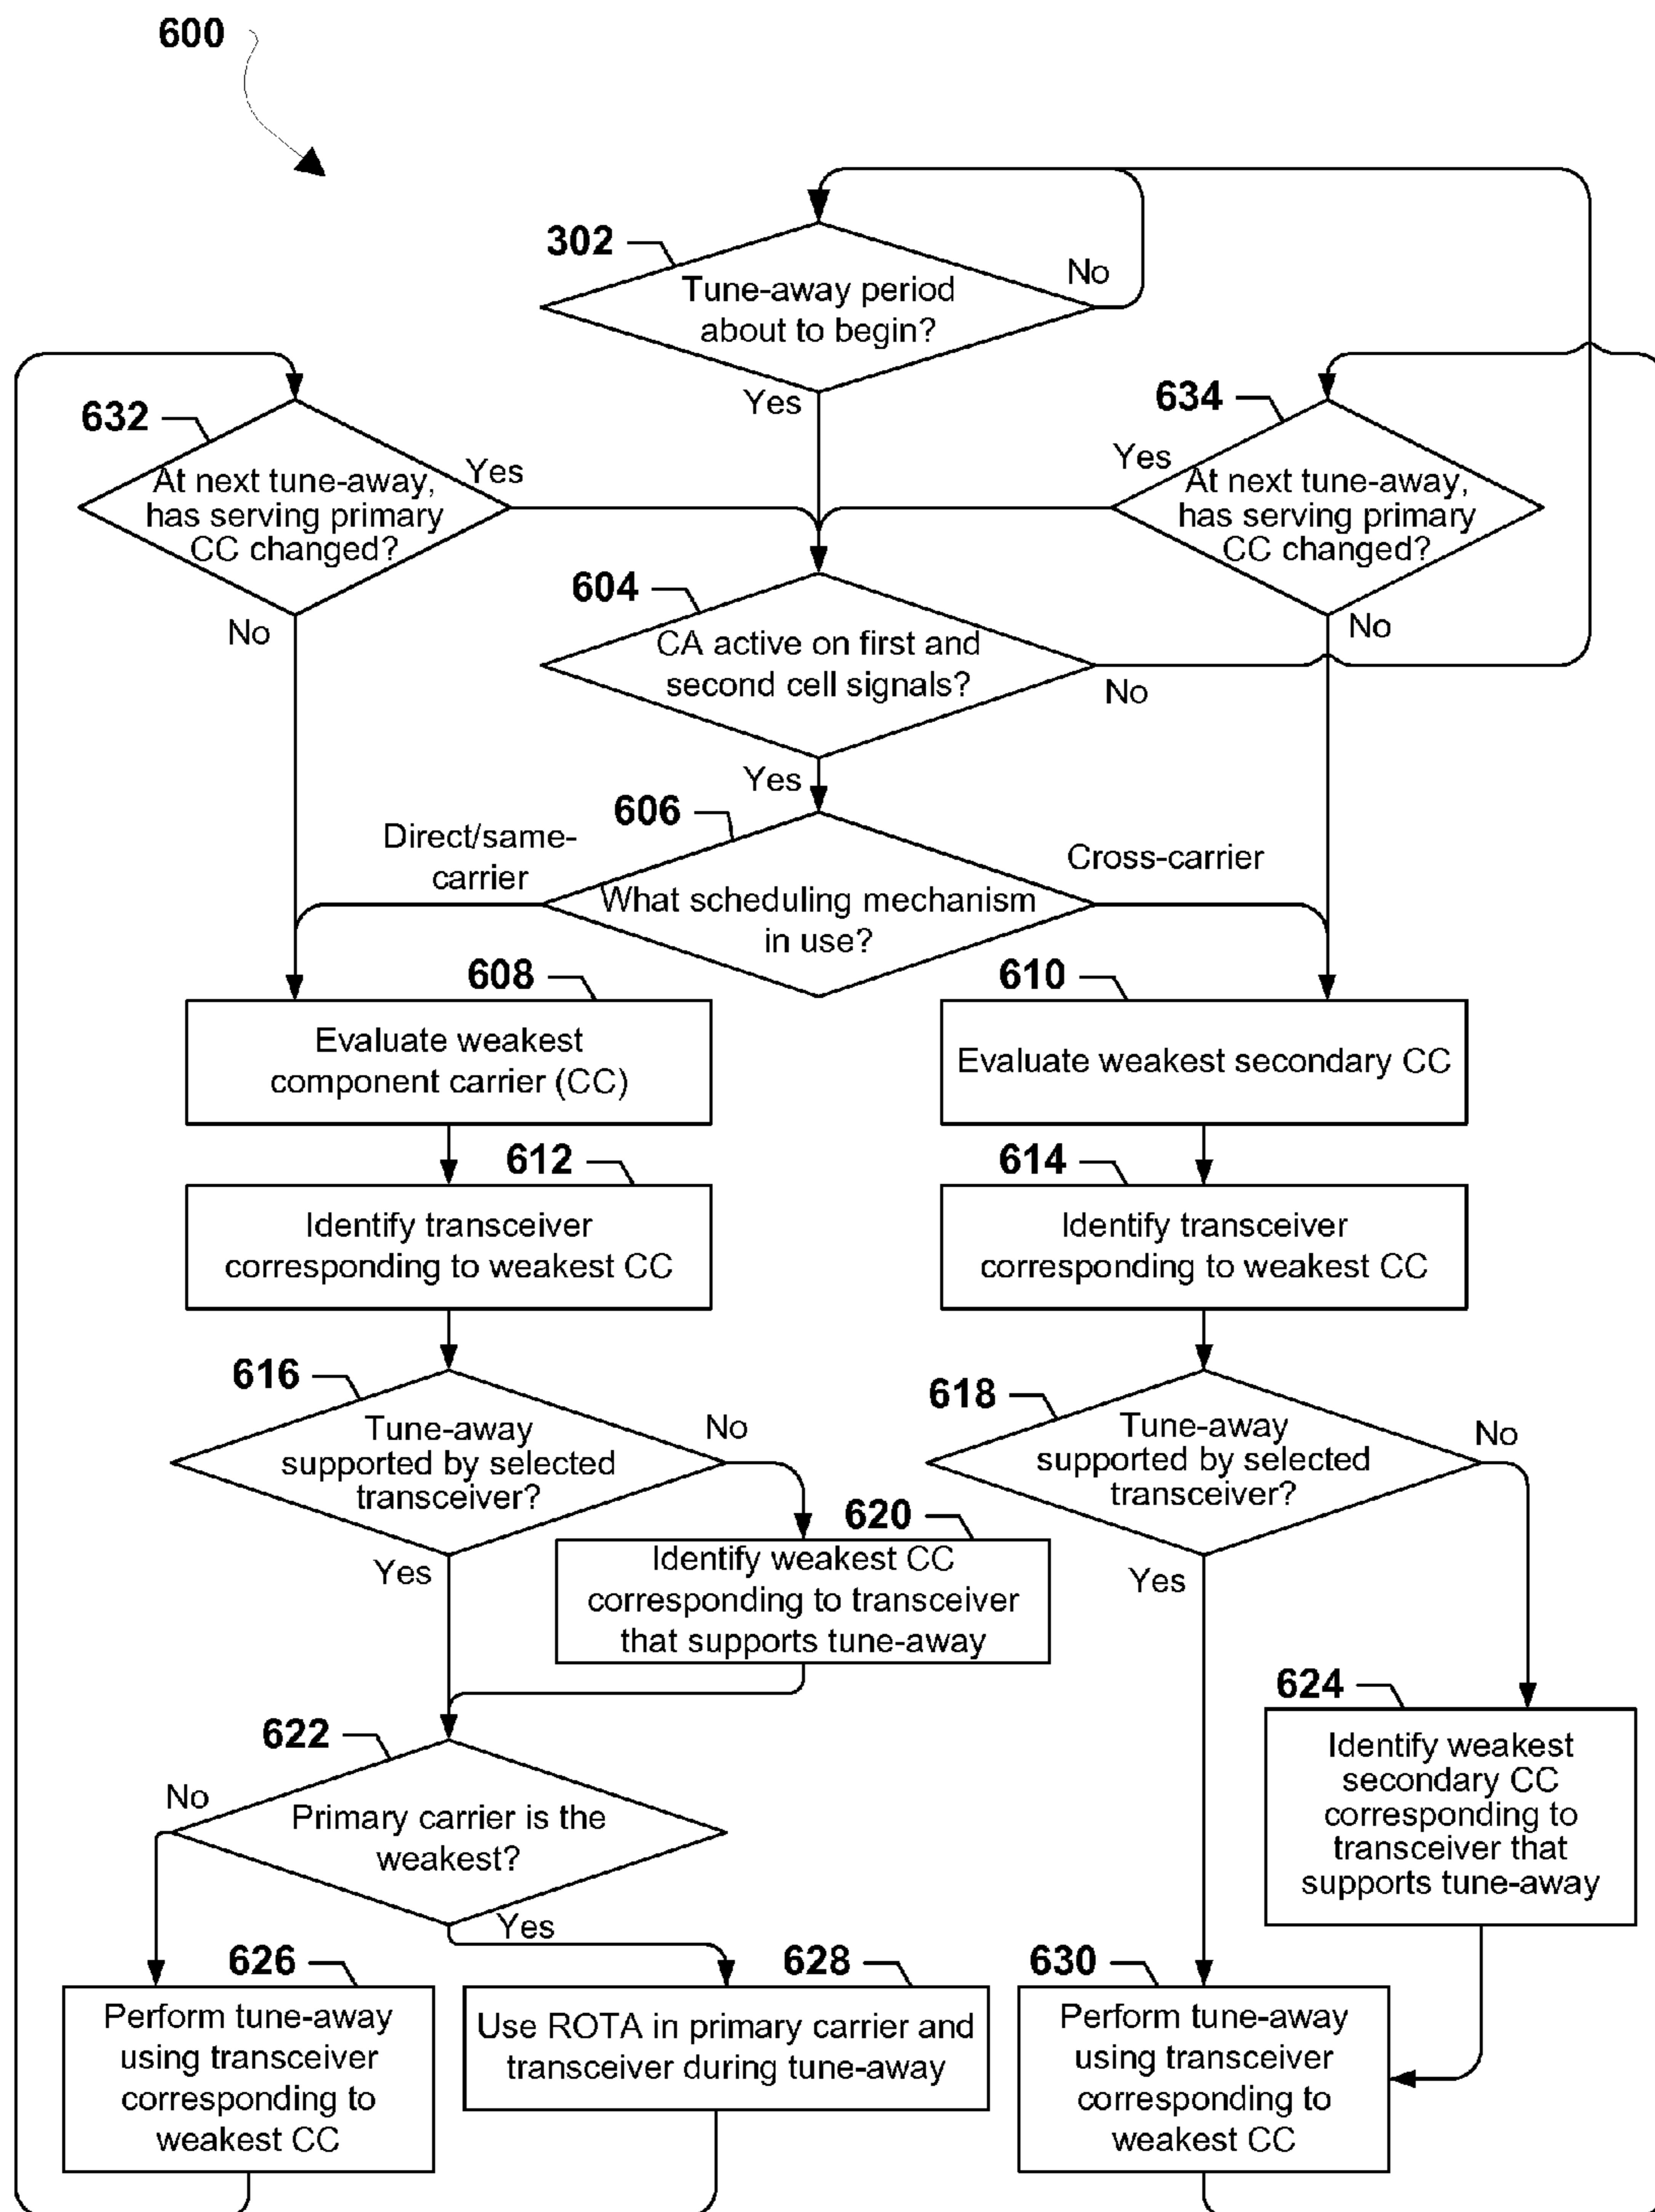 600
302
Tune-away period
about to begin?
No
Yes
632
At next tune-away,
has serving primary
CC changed?
Yes
No
634
At next tune-away,
has serving primary
CC changed?
Yes
No
604
CA active on first and
second cell signals?
No
Yes
606
What scheduling mechanism
in use?
Direct/same-
carrier
Cross-carrier
608
Evaluate weakest
component carrier (CC)
610
Evaluate weakest secondary CC
612
Identify transceiver
corresponding to weakest CC
614
Identify transceiver
corresponding to weakest CC
616
Tune-away
supported by selected
transceiver?
No
Yes
618
Tune-away
supported by selected
transceiver?
No
Yes
620
Identify weakest CC
corresponding to transceiver
that supports tune-away
622
Primary carrier is the
weakest?
No
Yes
624
Identify weakest
secondary CC
corresponding to
transceiver that
supports tune-away
626
Perform tune-away
using transceiver
corresponding to
weakest CC
628
Use ROTA in primary carrier and
transceiver during tune-away
630
Perform tune-away
using transceiver
corresponding to
weakest CC